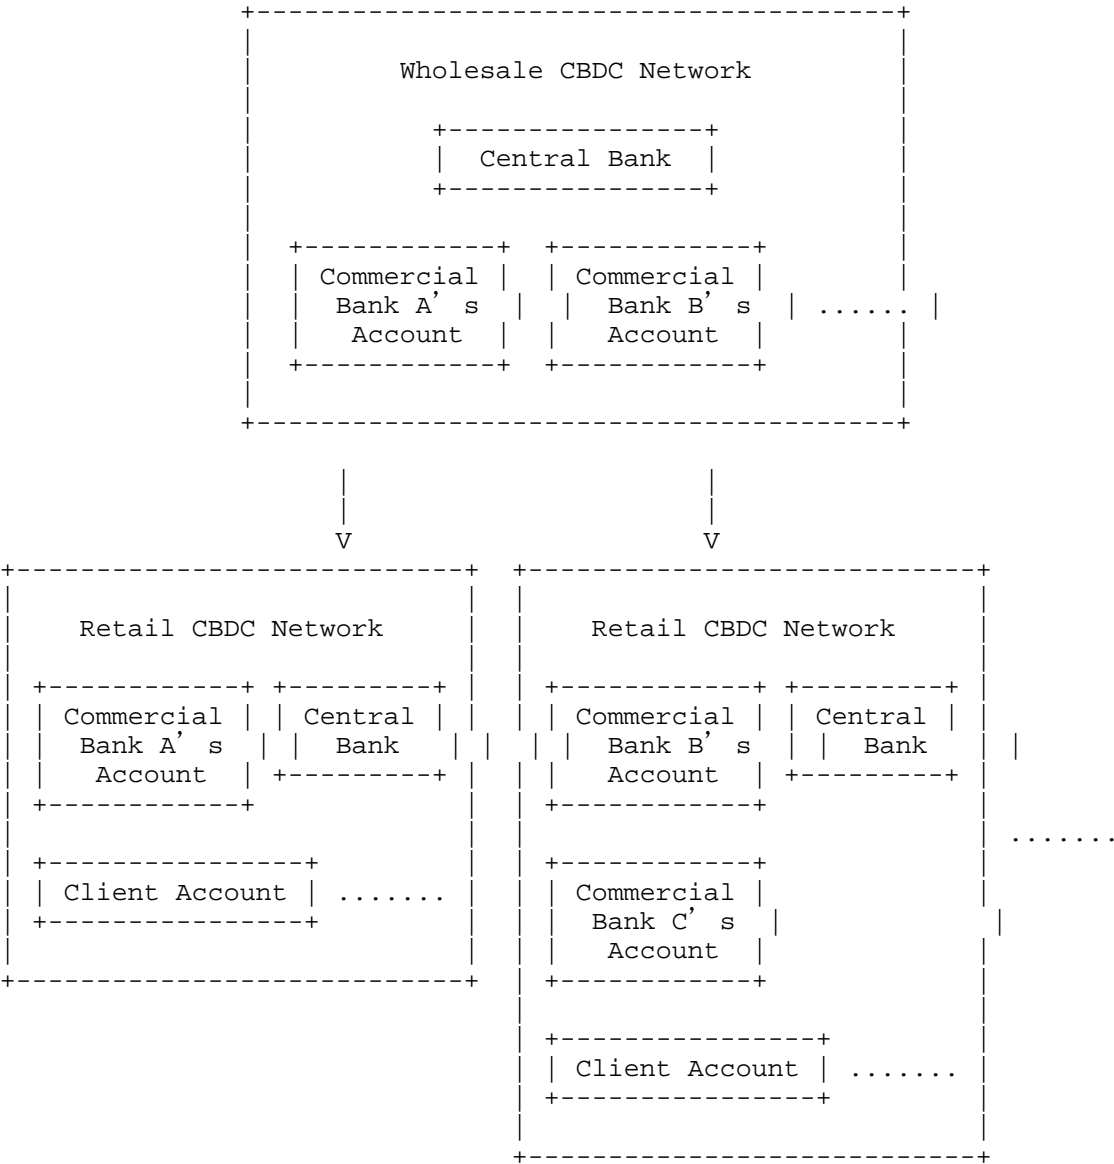 Wholesale CBDC Network
Central Bank
Commercial Bank A’s Account
Commercial Bank B’s Account
......
V V
Retail CBDC Network
Commercial Bank A’s Account
Central Bank
Client Account
.......
Retail CBDC Network
Commercial Bank B’s Account
Central Bank
Commercial Bank C’s Account
Client Account
.......
.......